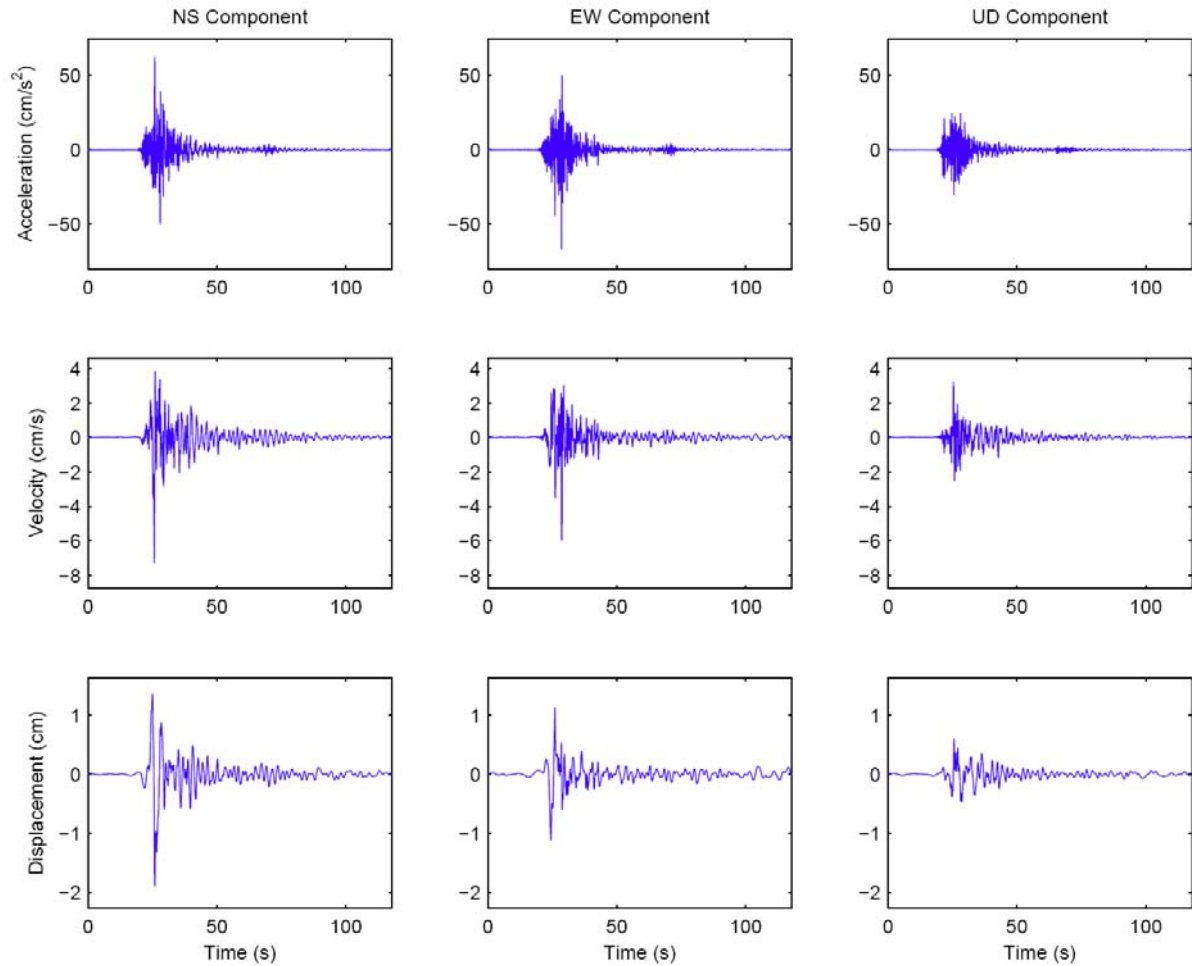 NS Component EW Component UD Component
Acceleration (cm/s²)
50 50 50
0 0 0
−50 −50 −50
0 50 100 0 50 100 0 50 100
Velocity (cm/s)
4 4 4
2 2 2
0 0 0
−2 −2 −2
−4 −4 −4
−6 −6 −6
−8 −8 −8
0 50 100 0 50 100 0 50 100
Displacement (cm)
1 1 1
0 0 0
−1 −1 −1
−2 −2 −2
0 50 100 0 50 100 0 50 100
Time (s) Time (s) Time (s)